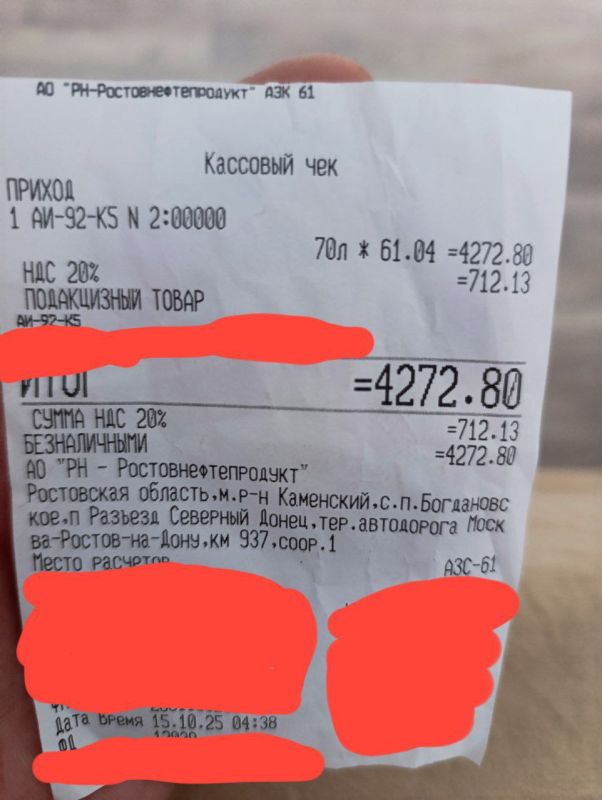 АО "РН-Ростовнефтепродукт" АЗК 61
Кассовый чек
ПРИХОД
1 АИ-92-К5 N 2:00000
70л * 61.04 =4272.80
НДС 20% =712.13
ПОДАКЦИЗНЫЙ ТОВАР
АИ-92-К5
ИТОГ =4272.80
СУММА НДС 20% =712.13
БЕЗНАЛИЧНЫМИ =4272.80
АО "РН - Ростовнефтепродукт"
Ростовская область,м.р-н Каменский,с.п.Богдановс
кое,п Разъезд Северный Донец,тер.автодорога Моск
ва-Ростов-на-Дону,км 937,соор.1
Место расчетов АЗС-61
Дата Время 15.10.25 04:38
ФД